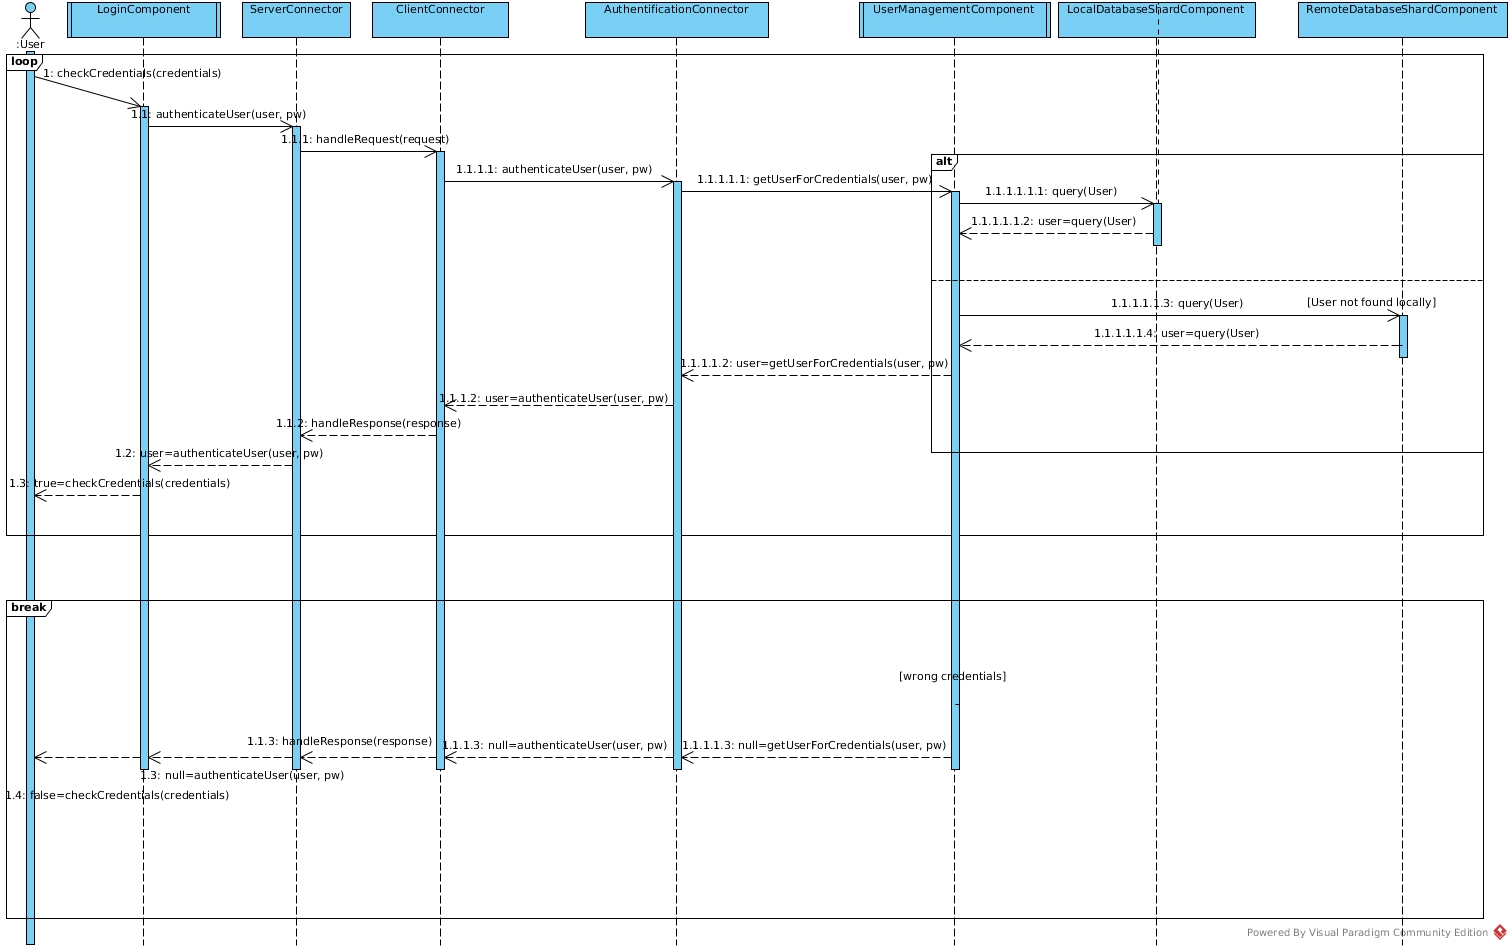 LoginComponent
ServerConnector
ClientConnector
AuthentificationConnector
UserManagementComponent
LocalDatabaseShardComponent
RemoteDatabaseShardComponent
:User
loop
1: checkCredentials(credentials)
1.1: authenticateUser(user, pw)
1.1.1: handleRequest(request)
alt
1.1.1.1: authenticateUser(user, pw)
1.1.1.1.1: getUserForCredentials(user, pw)
1.1.1.1.1.1: query(User)
1.1.1.1.1.2: user=query(User)
1.1.1.1.1.3: query(User)
[User not found locally]
1.1.1.1.1.4: user=query(User)
1.1.1.1.2: user=getUserForCredentials(user, pw)
1.1.1.2: user=authenticateUser(user, pw)
1.1.2: handleResponse(response)
1.2: user=authenticateUser(user, pw)
1.3: true=checkCredentials(credentials)
break
[wrong credentials]
1.1.3: handleResponse(response)
1.1.1.3: null=authenticateUser(user, pw)
1.1.1.1.3: null=getUserForCredentials(user, pw)
1.3: null=authenticateUser(user, pw)
1.4: false=checkCredentials(credentials)
Powered By Visual Paradigm Community Edition